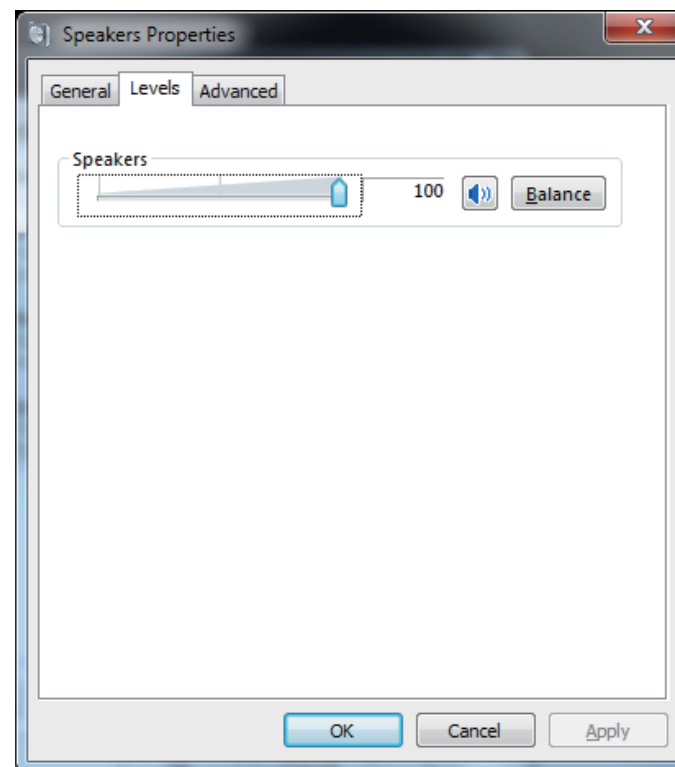 Speakers Properties
General Levels Advanced
Speakers
100 Balance
OK Cancel Apply